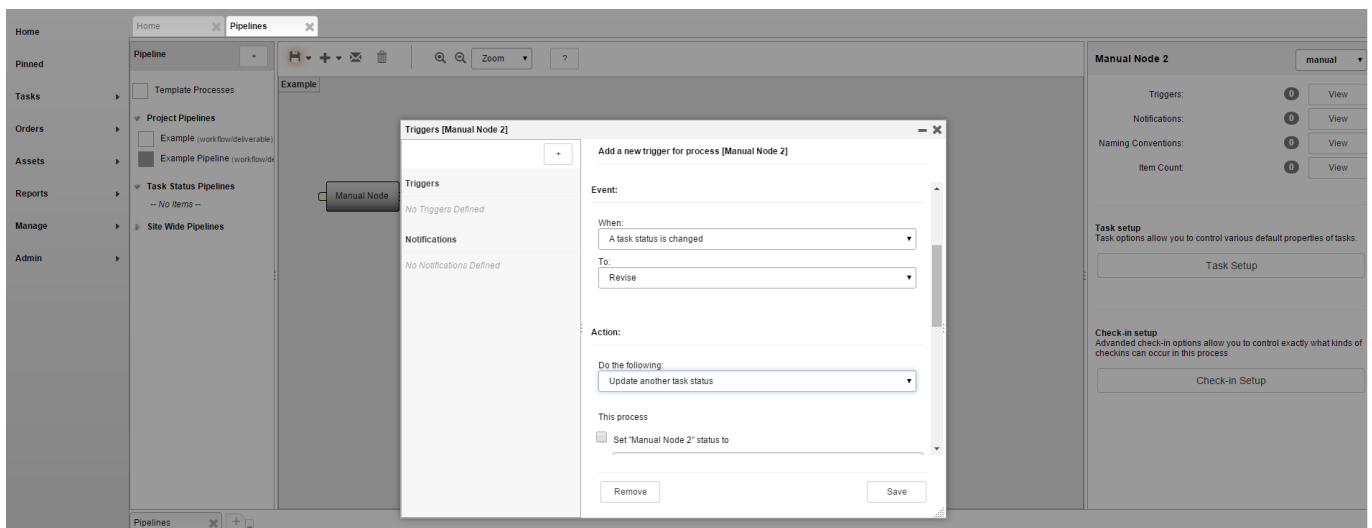 Home
Pinned
Tasks
Orders
Assets
Reports
Manage
Admin
Home
Pipelines
Pipeline
+
Template Processes
Project Pipelines
Example (workflow/deliverable)
Example Pipeline (workflow/de
Task Status Pipelines
-- No Items --
Site Wide Pipelines
Zoom
?
Example
Manual Node
Triggers [Manual Node 2]
+
Triggers
No Triggers Defined
Notifications
No Notifications Defined
Add a new trigger for process [Manual Node 2]
Event:
When:
A task status is changed
To:
Revise
Action:
Do the following:
Update another task status
This process
Set "Manual Node 2" status to
Remove
Save
Manual Node 2
manual
Triggers: 0 View
Notifications: 0 View
Naming Conventions: 0 View
Item Count: 0 View
Task setup
Task options allow you to control various default properties of tasks.
Task Setup
Check-in setup
Advanded check-in options allow you to control exactly what kinds of
checkins can occur in this process
Check-in Setup
Pipelines